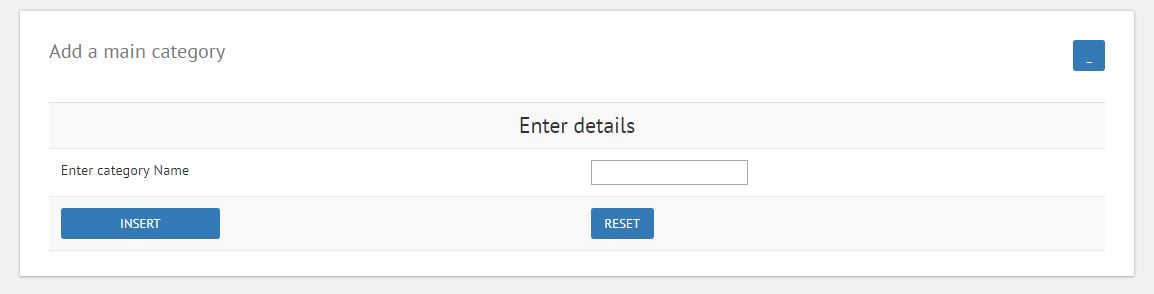 Add a main category
_
Enter details
Enter category Name
INSERT
RESET